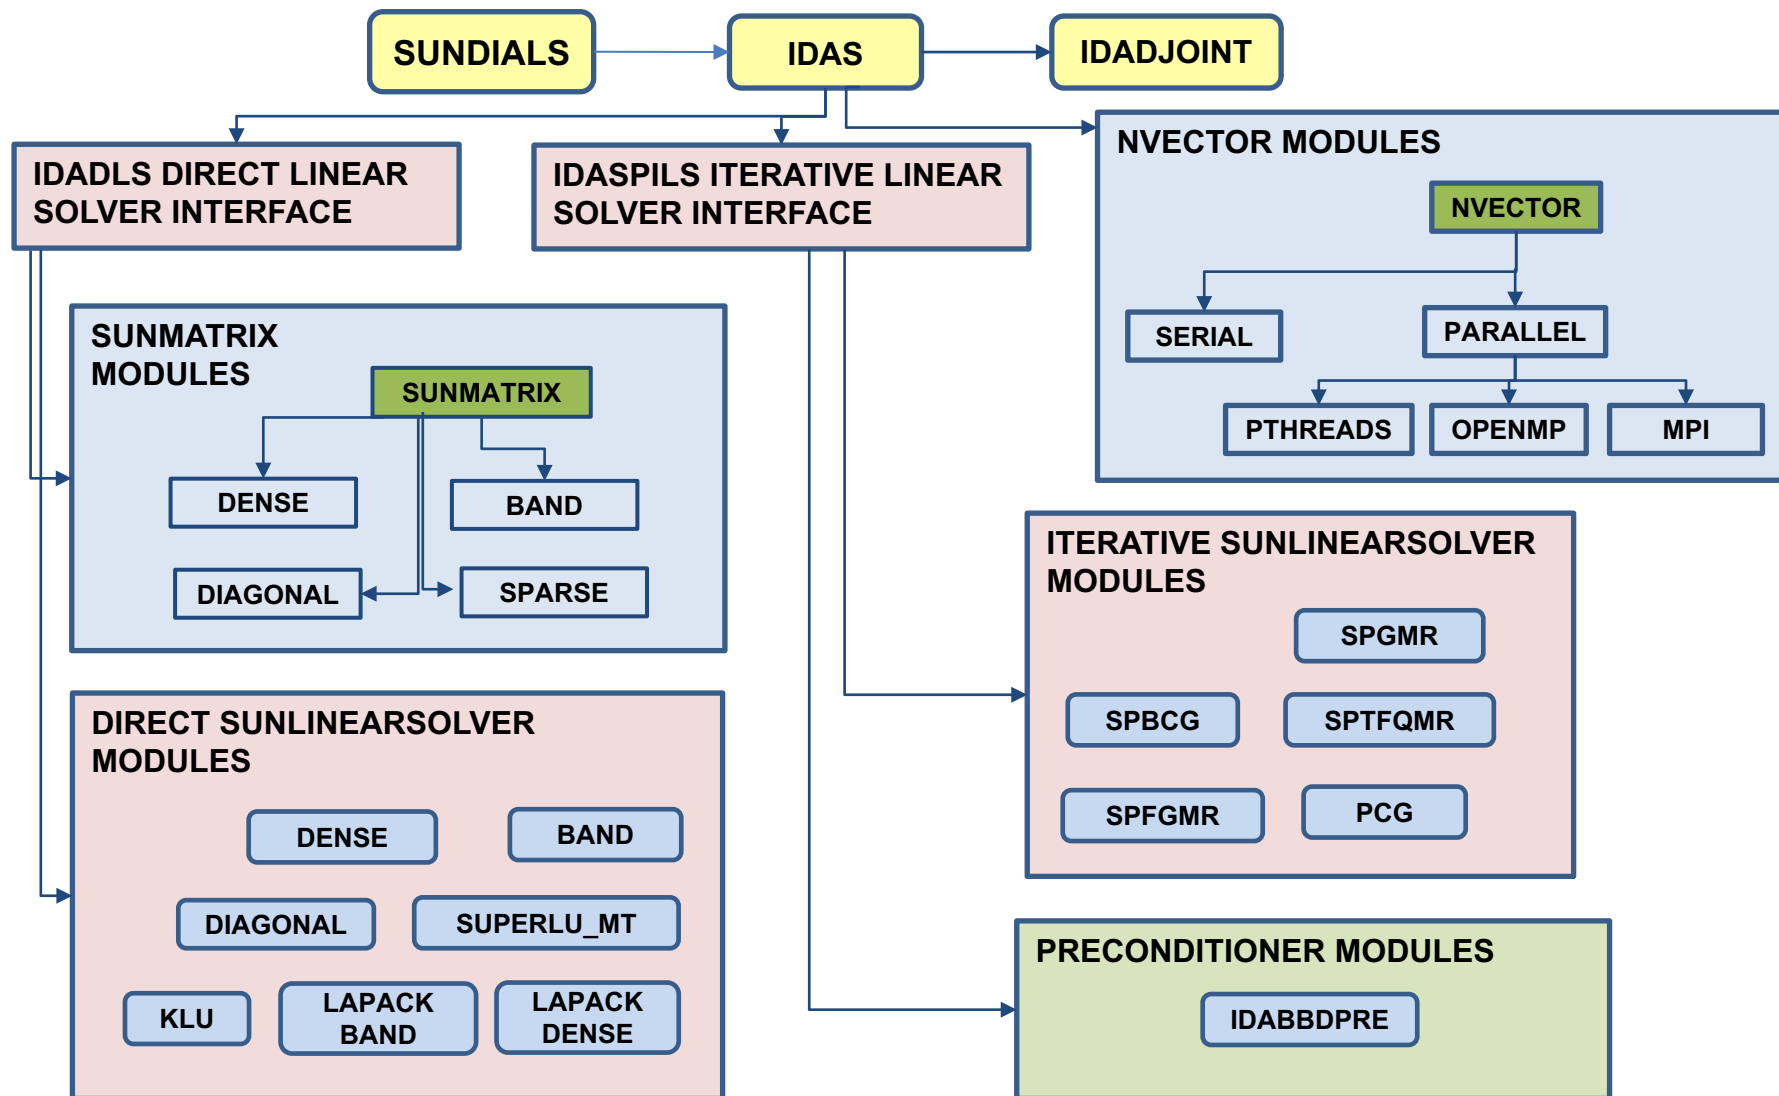 SUNDIALS
IDAS
IDADJOINT
IDADLS DIRECT LINEAR
SOLVER INTERFACE
IDASPILS ITERATIVE LINEAR
SOLVER INTERFACE
NVECTOR MODULES
NVECTOR
SERIAL
PARALLEL
PTHREADS
OPENMP
MPI
SUNMATRIX
MODULES
SUNMATRIX
DENSE
BAND
DIAGONAL
SPARSE
ITERATIVE SUNLINEARSOLVER
MODULES
SPGMR
SPBCG
SPTFQMR
SPFGMR
PCG
DIRECT SUNLINEARSOLVER
MODULES
DENSE
BAND
DIAGONAL
SUPERLU_MT
KLU
LAPACK
BAND
LAPACK
DENSE
PRECONDITIONER MODULES
IDABBDPRE